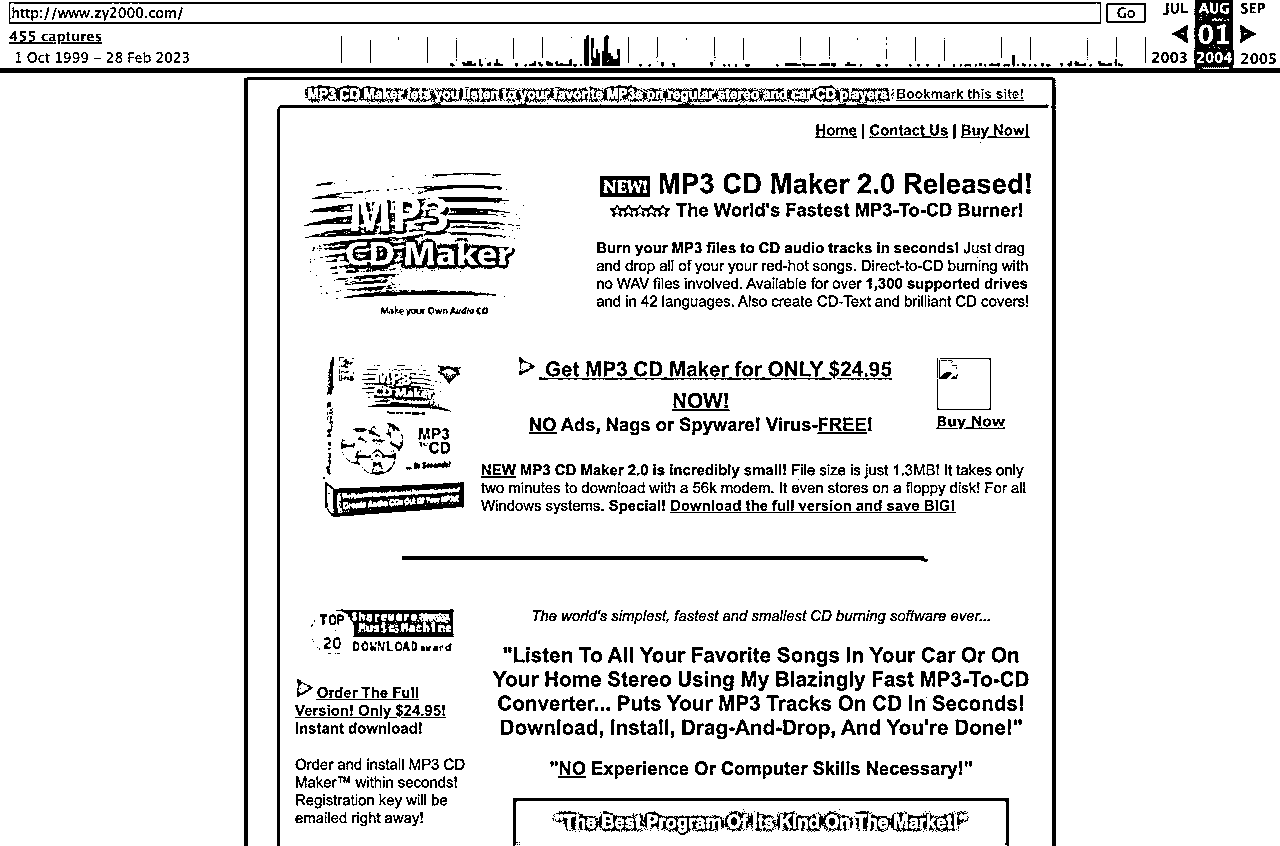 http://www.zy2000.com/
Go
JUL AUG SEP
455 captures
01
1 Oct 1999 – 28 Feb 2023
2003 2004 2005
MP3 CD Maker lets you listen to your favorite MP3s on regular stereo and car CD players! Bookmark this site!
Home | Contact Us | Buy Now!
MP3
CD Maker
Make your Own Audio CD
NEW! MP3 CD Maker 2.0 Released!
The World's Fastest MP3-To-CD Burner!
Burn your MP3 files to CD audio tracks in seconds! Just drag
and drop all of your your red-hot songs. Direct-to-CD burning with
no WAV files involved. Available for over 1,300 supported drives
and in 42 languages. Also create CD-Text and brilliant CD covers!
MP3
CD Maker
MP3
to CD
... In Seconds!
Get MP3 CD Maker for ONLY $24.95
NOW!
NO Ads, Nags or Spyware! Virus-FREE!
Buy Now
NEW MP3 CD Maker 2.0 is incredibly small! File size is just 1.3MB! It takes only
two minutes to download with a 56k modem. It even stores on a floppy disk! For all
Windows systems. Special! Download the full version and save BIG!
TOP
20
Shareware
Music Machine
DOWNLOAD award
Order The Full
Version! Only $24.95!
Instant download!
Order and install MP3 CD
Maker™ within seconds!
Registration key will be
emailed right away!
The world's simplest, fastest and smallest CD burning software ever...
"Listen To All Your Favorite Songs In Your Car Or On
Your Home Stereo Using My Blazingly Fast MP3-To-CD
Converter... Puts Your MP3 Tracks On CD In Seconds!
Download, Install, Drag-And-Drop, And You're Done!"
"NO Experience Or Computer Skills Necessary!"
"The Best Program Of Its Kind On The Market!"